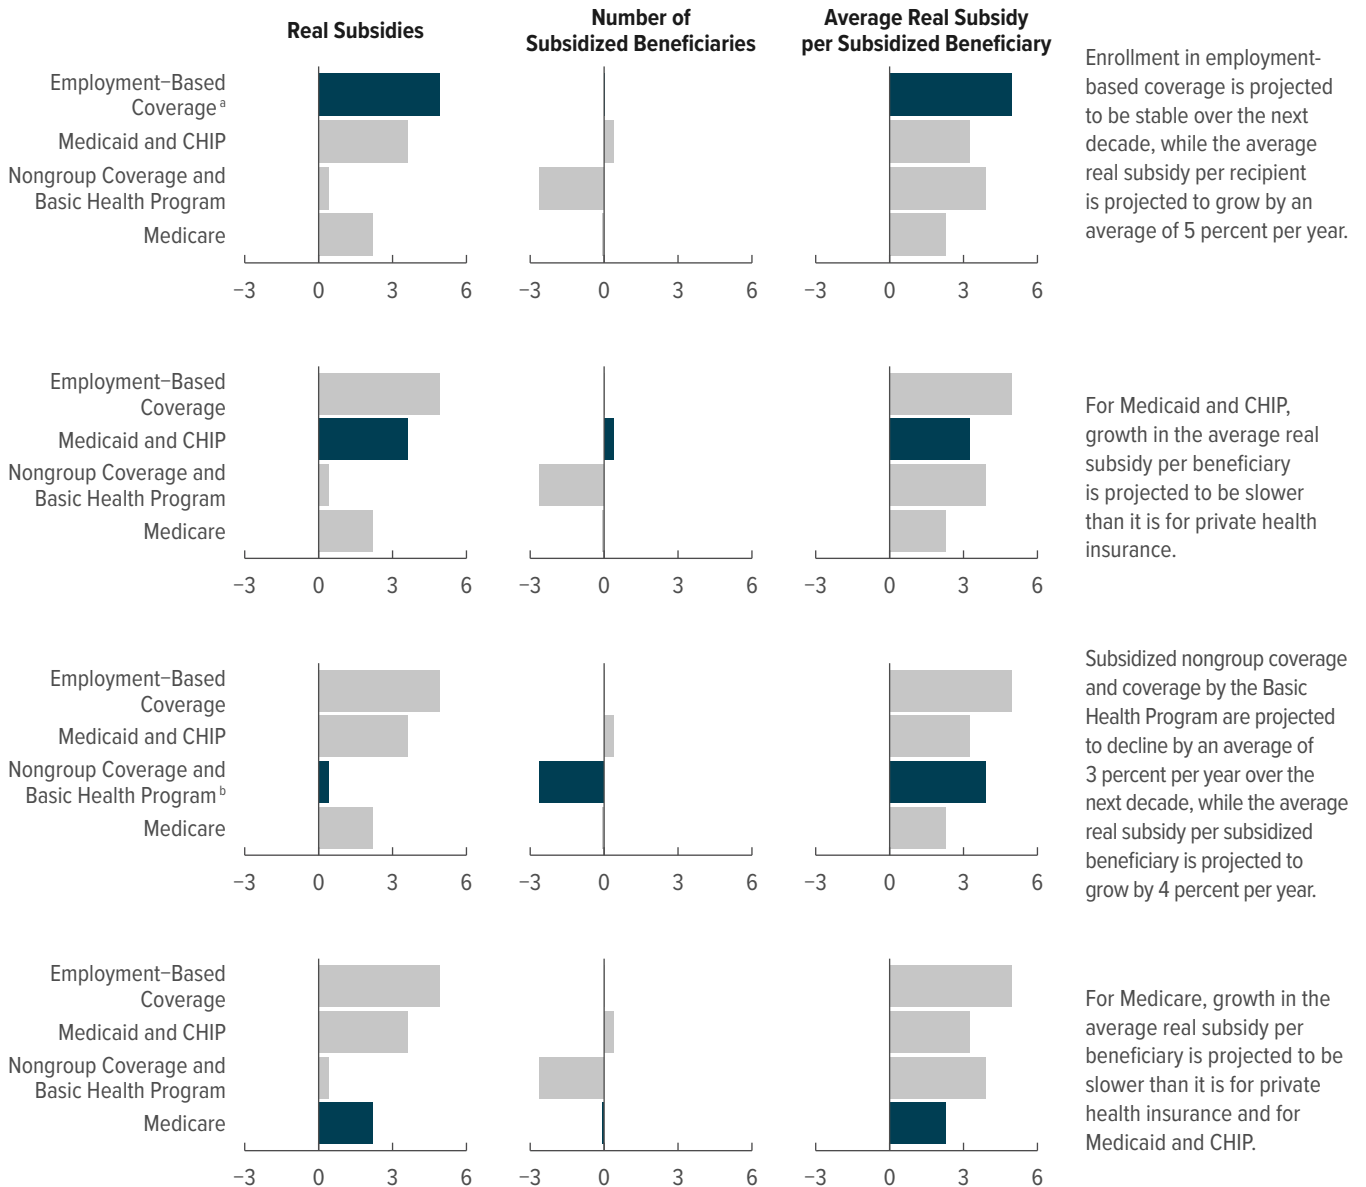 Real Subsidies
Number of
Subsidized Beneficiaries
Average Real Subsidy
per Subsidized Beneficiary
Employment–Based
Coverage a
Medicaid and CHIP
Nongroup Coverage and
Basic Health Program
Medicare
−3 0 3 6
−3 0 3 6
−3 0 3 6
Enrollment in employment-
based coverage is projected
to be stable over the next
decade, while the average
real subsidy per recipient
is projected to grow by an
average of 5 percent per year.
Employment–Based
Coverage
Medicaid and CHIP
Nongroup Coverage and
Basic Health Program
Medicare
−3 0 3 6
−3 0 3 6
−3 0 3 6
For Medicaid and CHIP,
growth in the average real
subsidy per beneficiary
is projected to be slower
than it is for private health
insurance.
Employment–Based
Coverage
Medicaid and CHIP
Nongroup Coverage and
Basic Health Program b
Medicare
−3 0 3 6
−3 0 3 6
−3 0 3 6
Subsidized nongroup coverage
and coverage by the Basic
Health Program are projected
to decline by an average of
3 percent per year over the
next decade, while the average
real subsidy per subsidized
beneficiary is projected to
grow by 4 percent per year.
Employment–Based
Coverage
Medicaid and CHIP
Nongroup Coverage and
Basic Health Program
Medicare
−3 0 3 6
−3 0 3 6
−3 0 3 6
For Medicare, growth in the
average real subsidy per
beneficiary is projected to be
slower than it is for private
health insurance and for
Medicaid and CHIP.